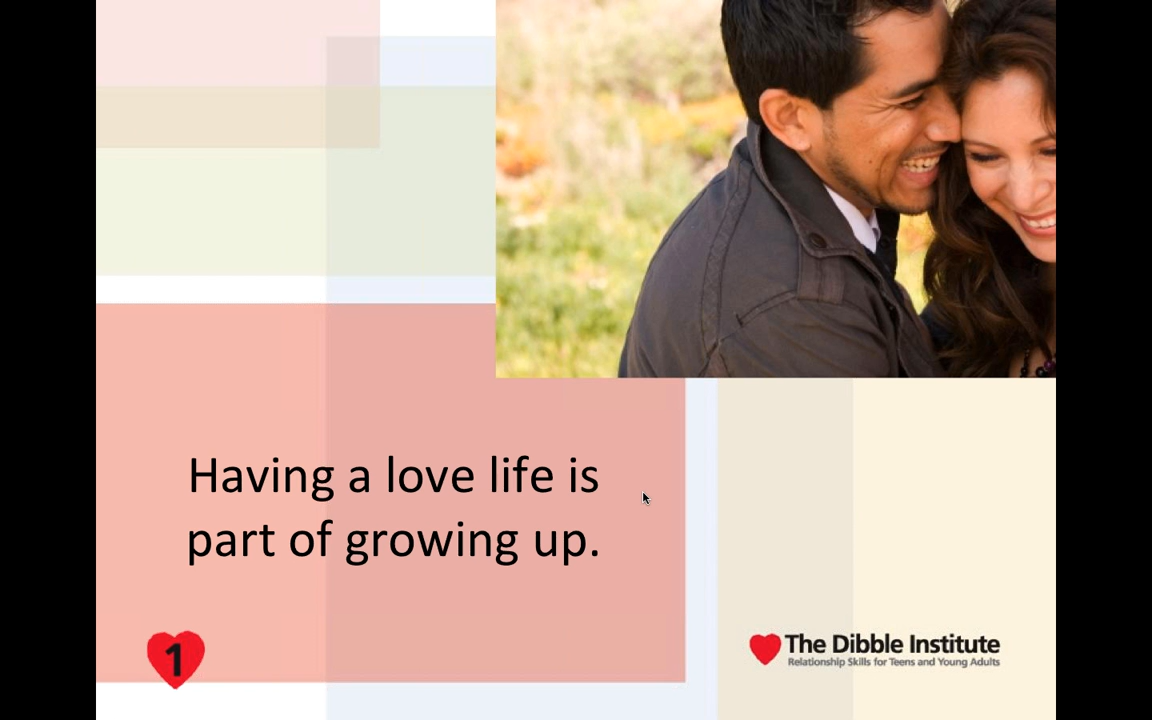 Having a love life is
part of growing up.
1
The Dibble Institute
Relationship Skills for Teens and Young Adults